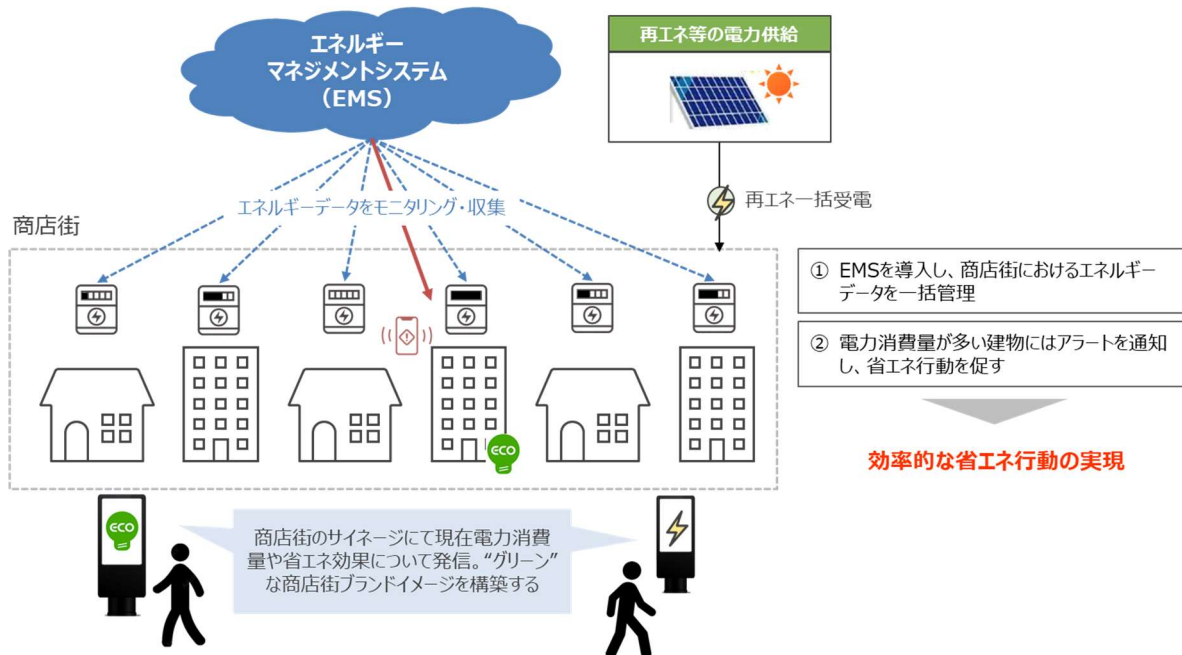 エネルギー
マネジメントシステム
（EMS）
再エネ等の電力供給
再エネ一括受電
エネルギーデータをモニタリング・収集
商店街
① EMSを導入し、商店街におけるエネルギー
データを一括管理
② 電力消費量が多い建物にはアラートを通知
し、省エネ行動を促す
効率的な省エネ行動の実現
eco
eco
商店街のサイネージにて現在電力消費
量や省エネ効果について発信。“グリーン”
な商店街ブランドイメージを構築する